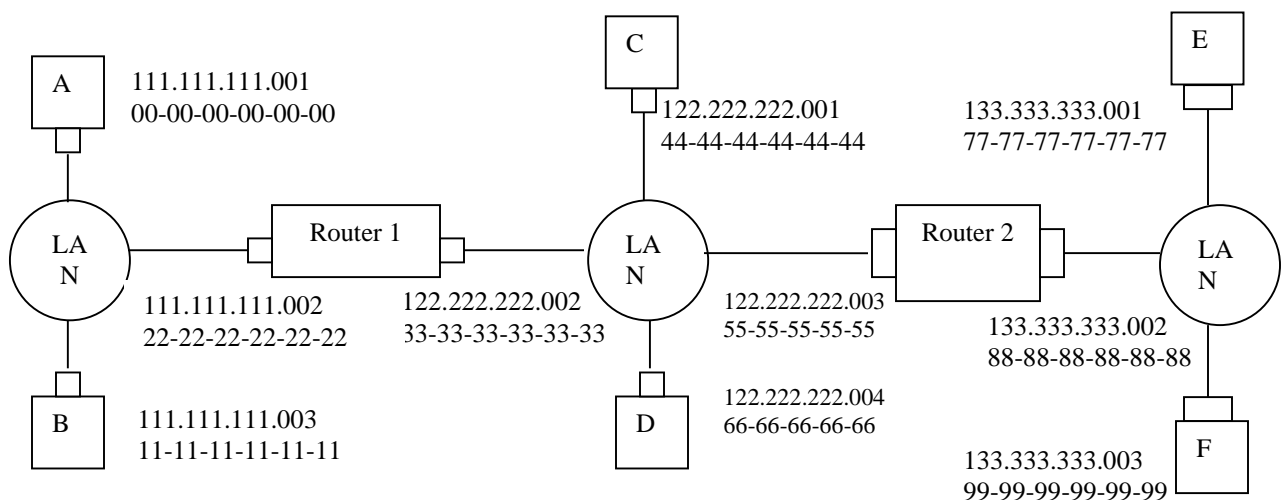 A
111.111.111.001
00-00-00-00-00-00
C
122.222.222.001
44-44-44-44-44-44
E
133.333.333.001
77-77-77-77-77-77
LA
N
Router 1
LA
N
Router 2
LA
N
111.111.111.002
22-22-22-22-22-22
122.222.222.002
33-33-33-33-33-33
122.222.222.003
55-55-55-55-55
133.333.333.002
88-88-88-88-88-88
B
111.111.111.003
11-11-11-11-11-11
D
122.222.222.004
66-66-66-66-66
F
133.333.333.003
99-99-99-99-99-99